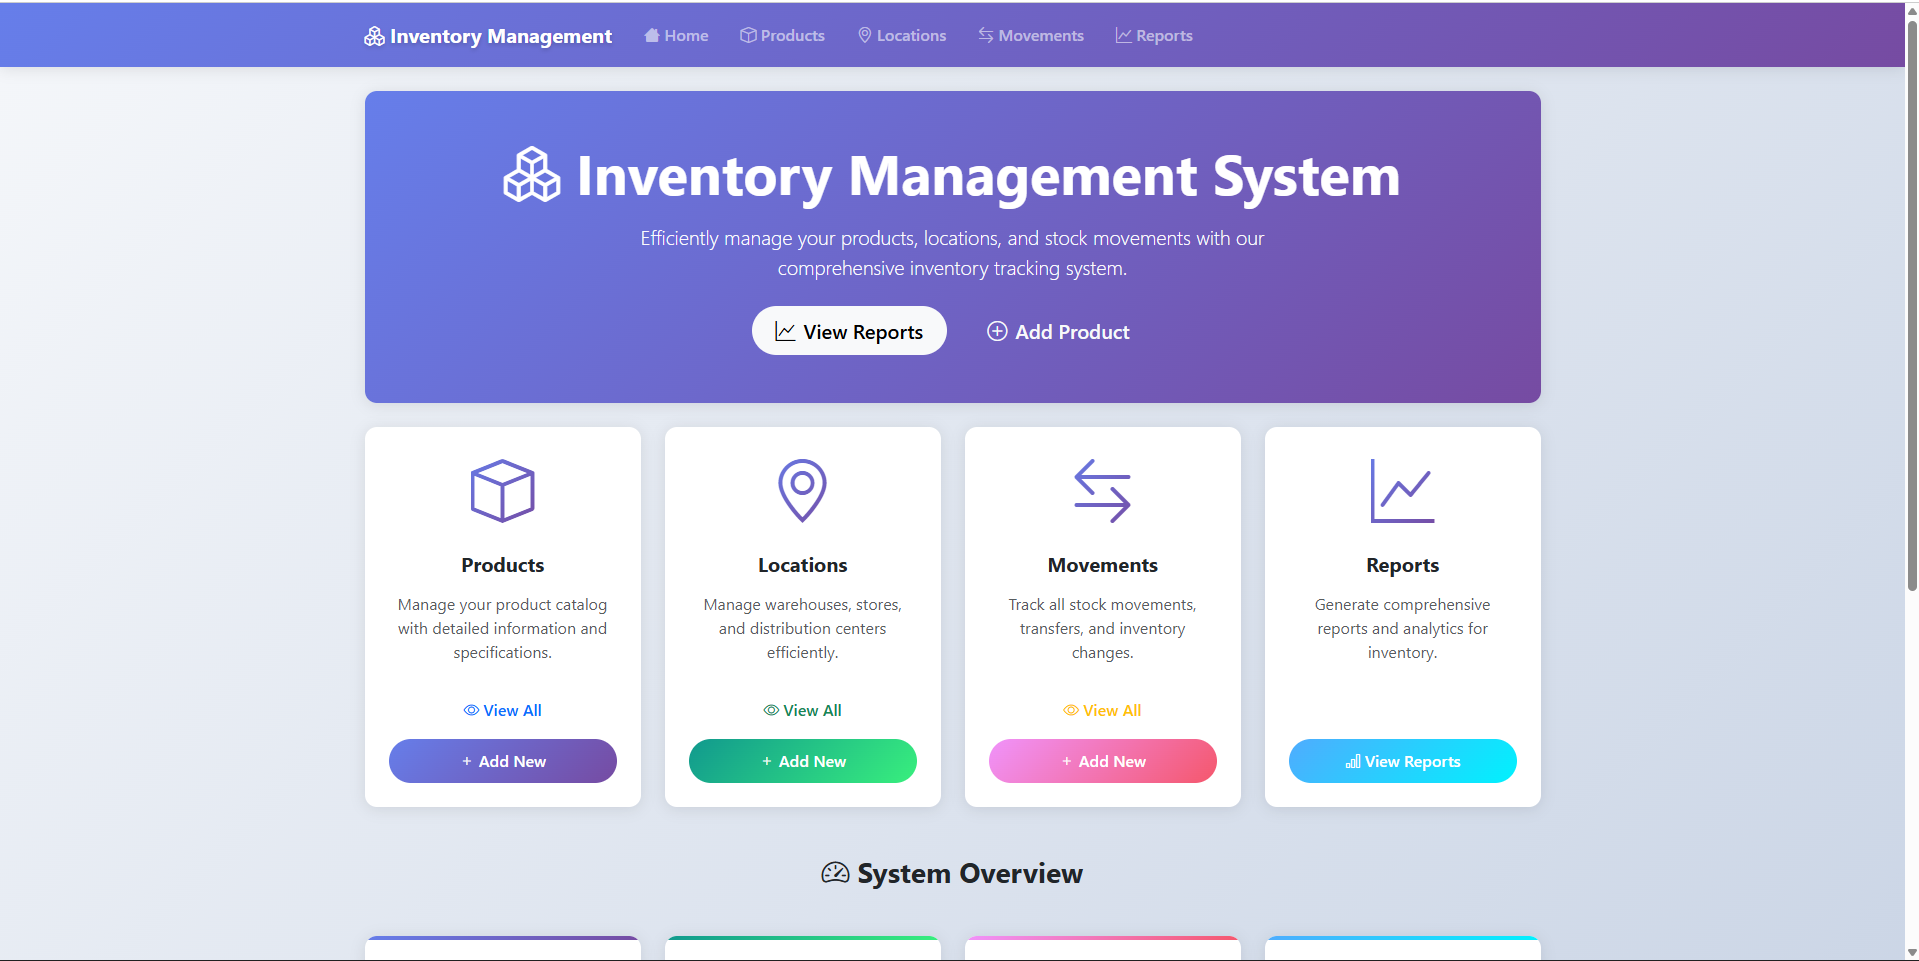 Inventory Management
Home
Products
Locations
Movements
Reports
Inventory Management System
Efficiently manage your products, locations, and stock movements with our
comprehensive inventory tracking system.
View Reports
Add Product
Products
Manage your product catalog
with detailed information and
specifications.
View All
+ Add New
Locations
Manage warehouses, stores,
and distribution centers
efficiently.
View All
+ Add New
Movements
Track all stock movements,
transfers, and inventory
changes.
View All
+ Add New
Reports
Generate comprehensive
reports and analytics for
inventory.
View Reports
System Overview